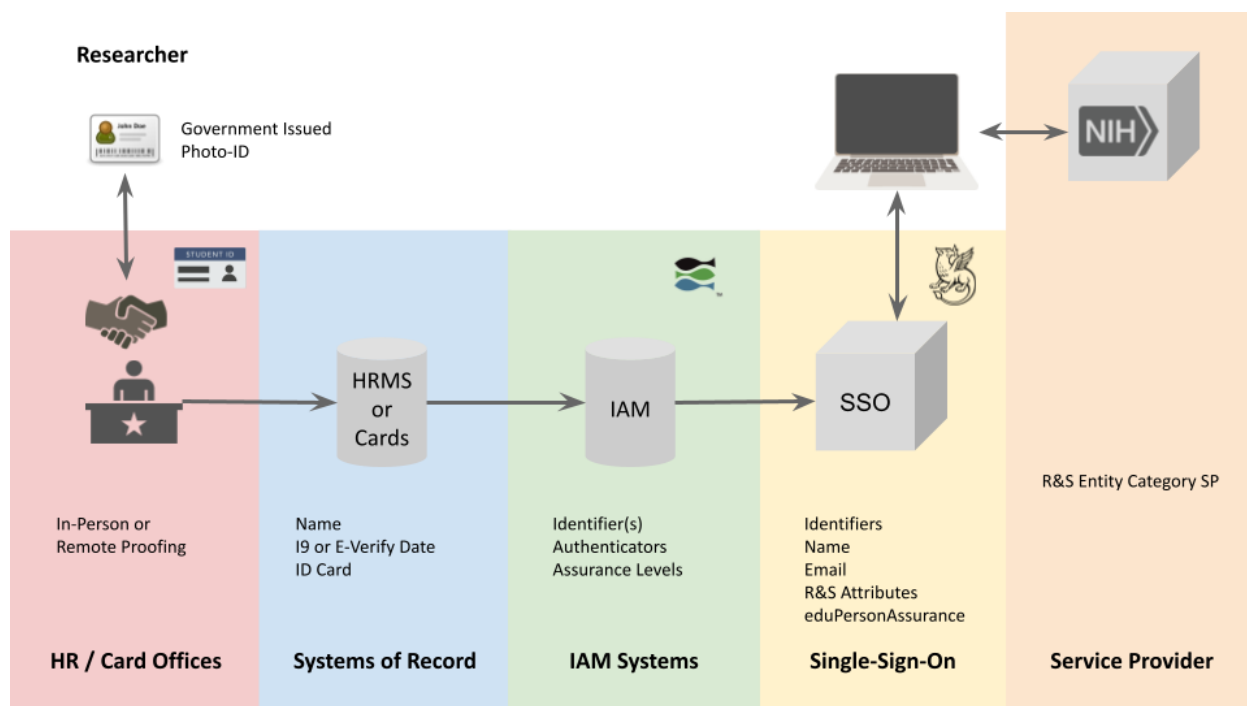 Researcher
John Doe
Government Issued
Photo-ID
NIH
STUDENT ID
HRMS
or
Cards
IAM
SSO
R&S Entity Category SP
In-Person or
Remote Proofing
Name
I9 or E-Verify Date
ID Card
Identifier(s)
Authenticators
Assurance Levels
Identifiers
Name
Email
R&S Attributes
eduPersonAssurance
HR / Card Offices
Systems of Record
IAM Systems
Single-Sign-On
Service Provider